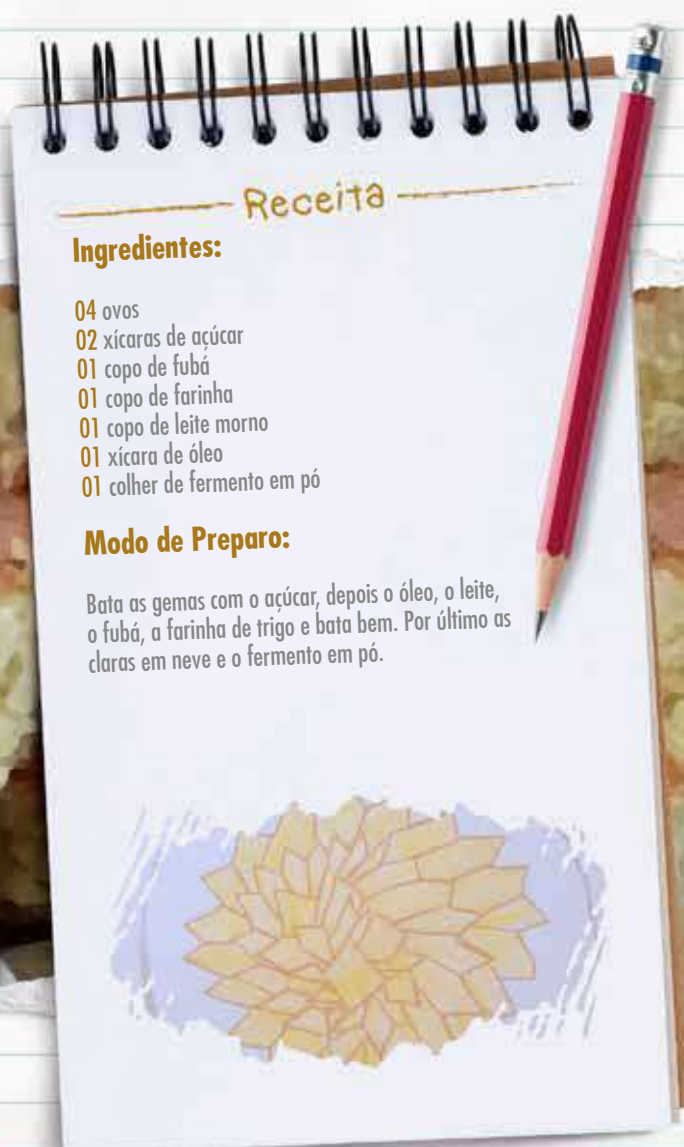 Receita
Ingredientes:
04 ovos
02 xícaras de açúcar
01 copo de fubá
01 copo de farinha
01 copo de leite morno
01 xícara de óleo
01 colher de fermento em pó
Modo de Preparo:
Bata as gemas com o açúcar, depois o óleo, o leite,
o fubá, a farinha de trigo e bata bem. Por último as
claras em neve e o fermento em pó.